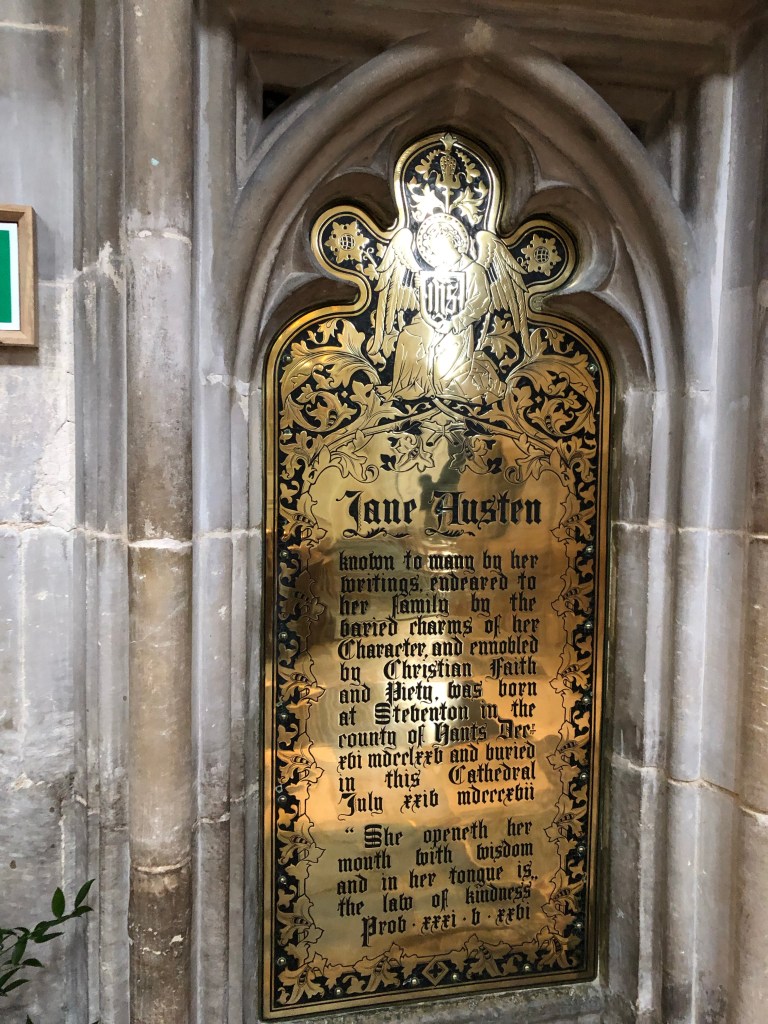 IHS
Jane Austen
known to many by her
writings, endeared to
her family by the
varied charms of her
Character, and ennobled
by Christian Faith
and Piety, was born
at Steventon in the
county of Hants Dec:
xvi mdcclxxv and buried
in this Cathedral
July xxiv mdcccxvii
"She openeth her
mouth with wisdom
and in her tongue is
the law of kindness"
Prov · xxxi · v · xxvi